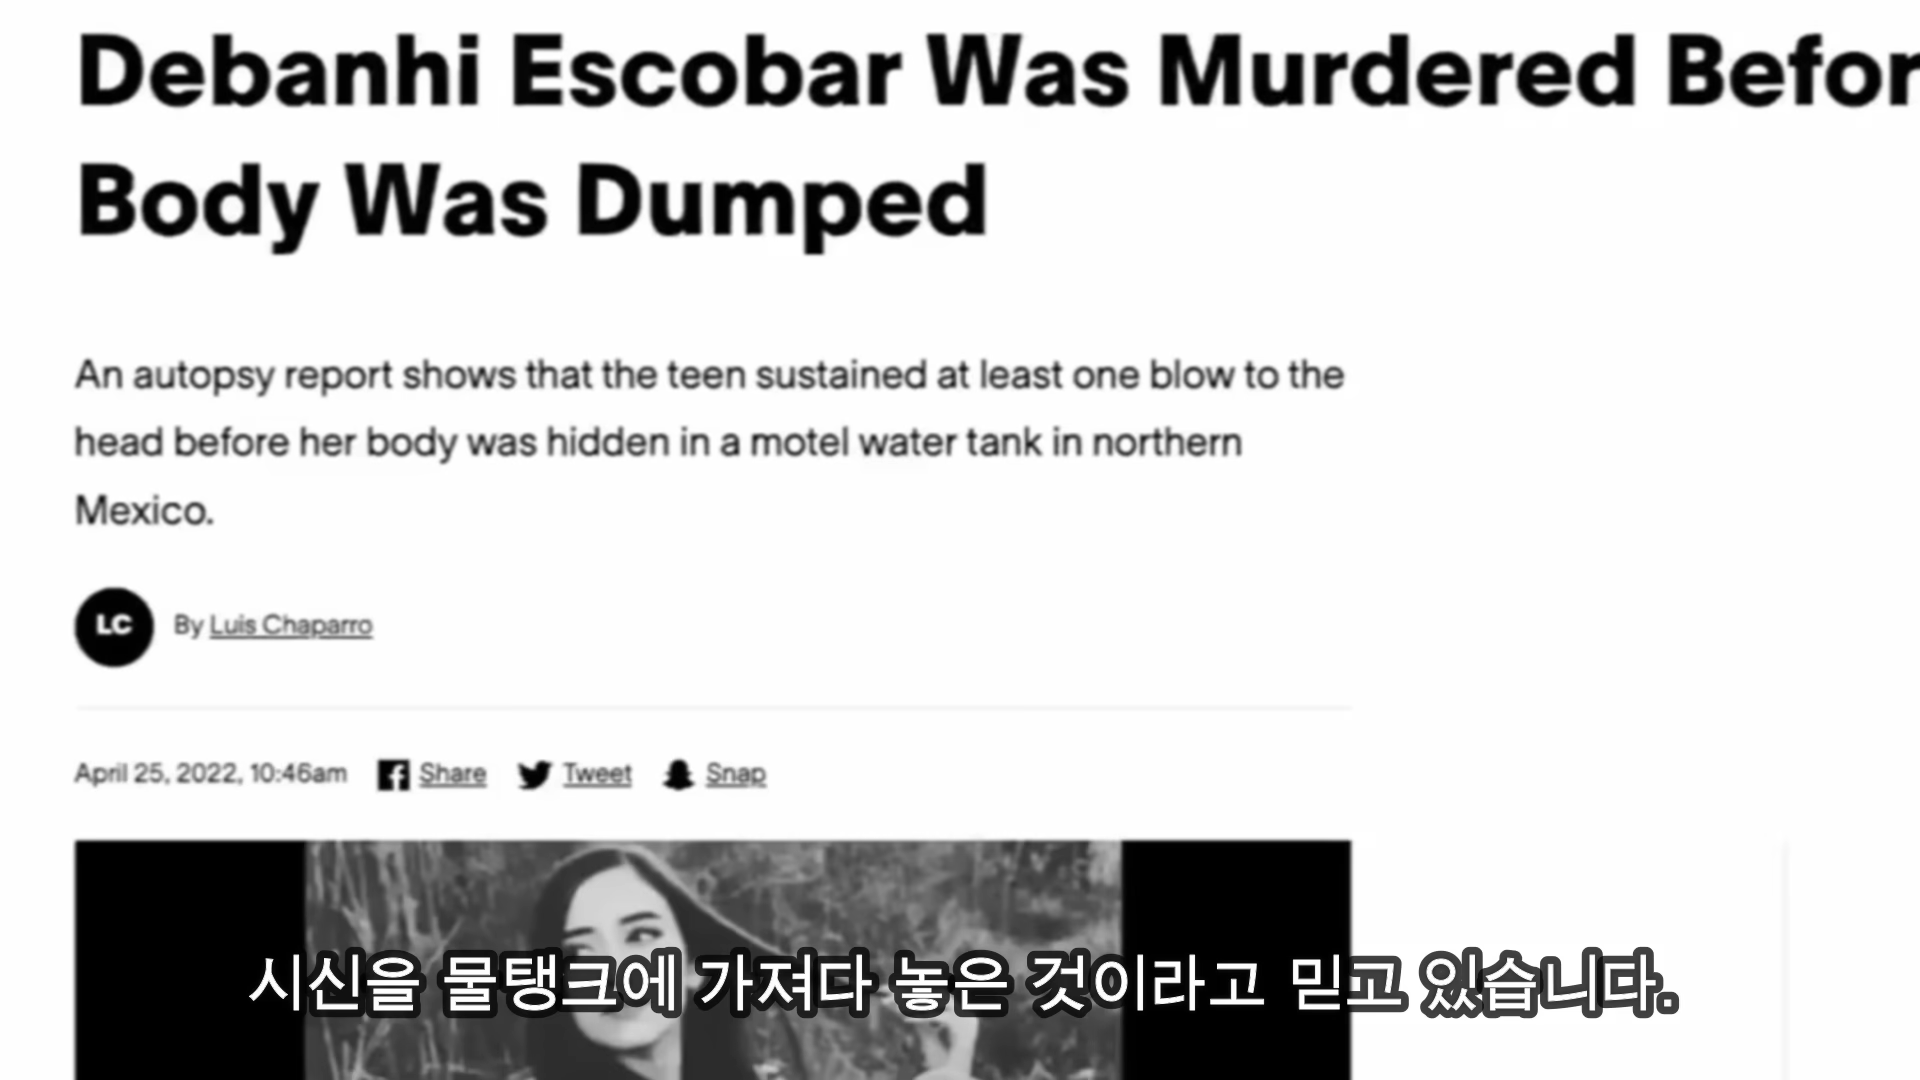 Debanhi Escobar Was Murdered Befor
Body Was Dumped
An autopsy report shows that the teen sustained at least one blow to the
head before her body was hidden in a motel water tank in northern
Mexico.
LC By Luis Chaparro
April 25, 2022, 10:46am Share Tweet Snap
시신을 물탱크에 가져다 놓은 것이라고 믿고 있습니다.